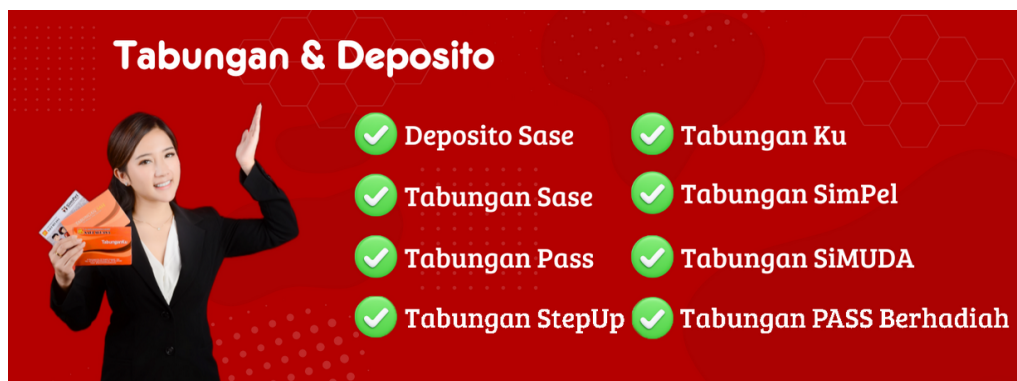 Tabungan & Deposito
Deposito Sase
Tabungan Sase
Tabungan Pass
Tabungan StepUp
Tabungan Ku
Tabungan SimPel
Tabungan SiMUDA
Tabungan PASS Berhadiah